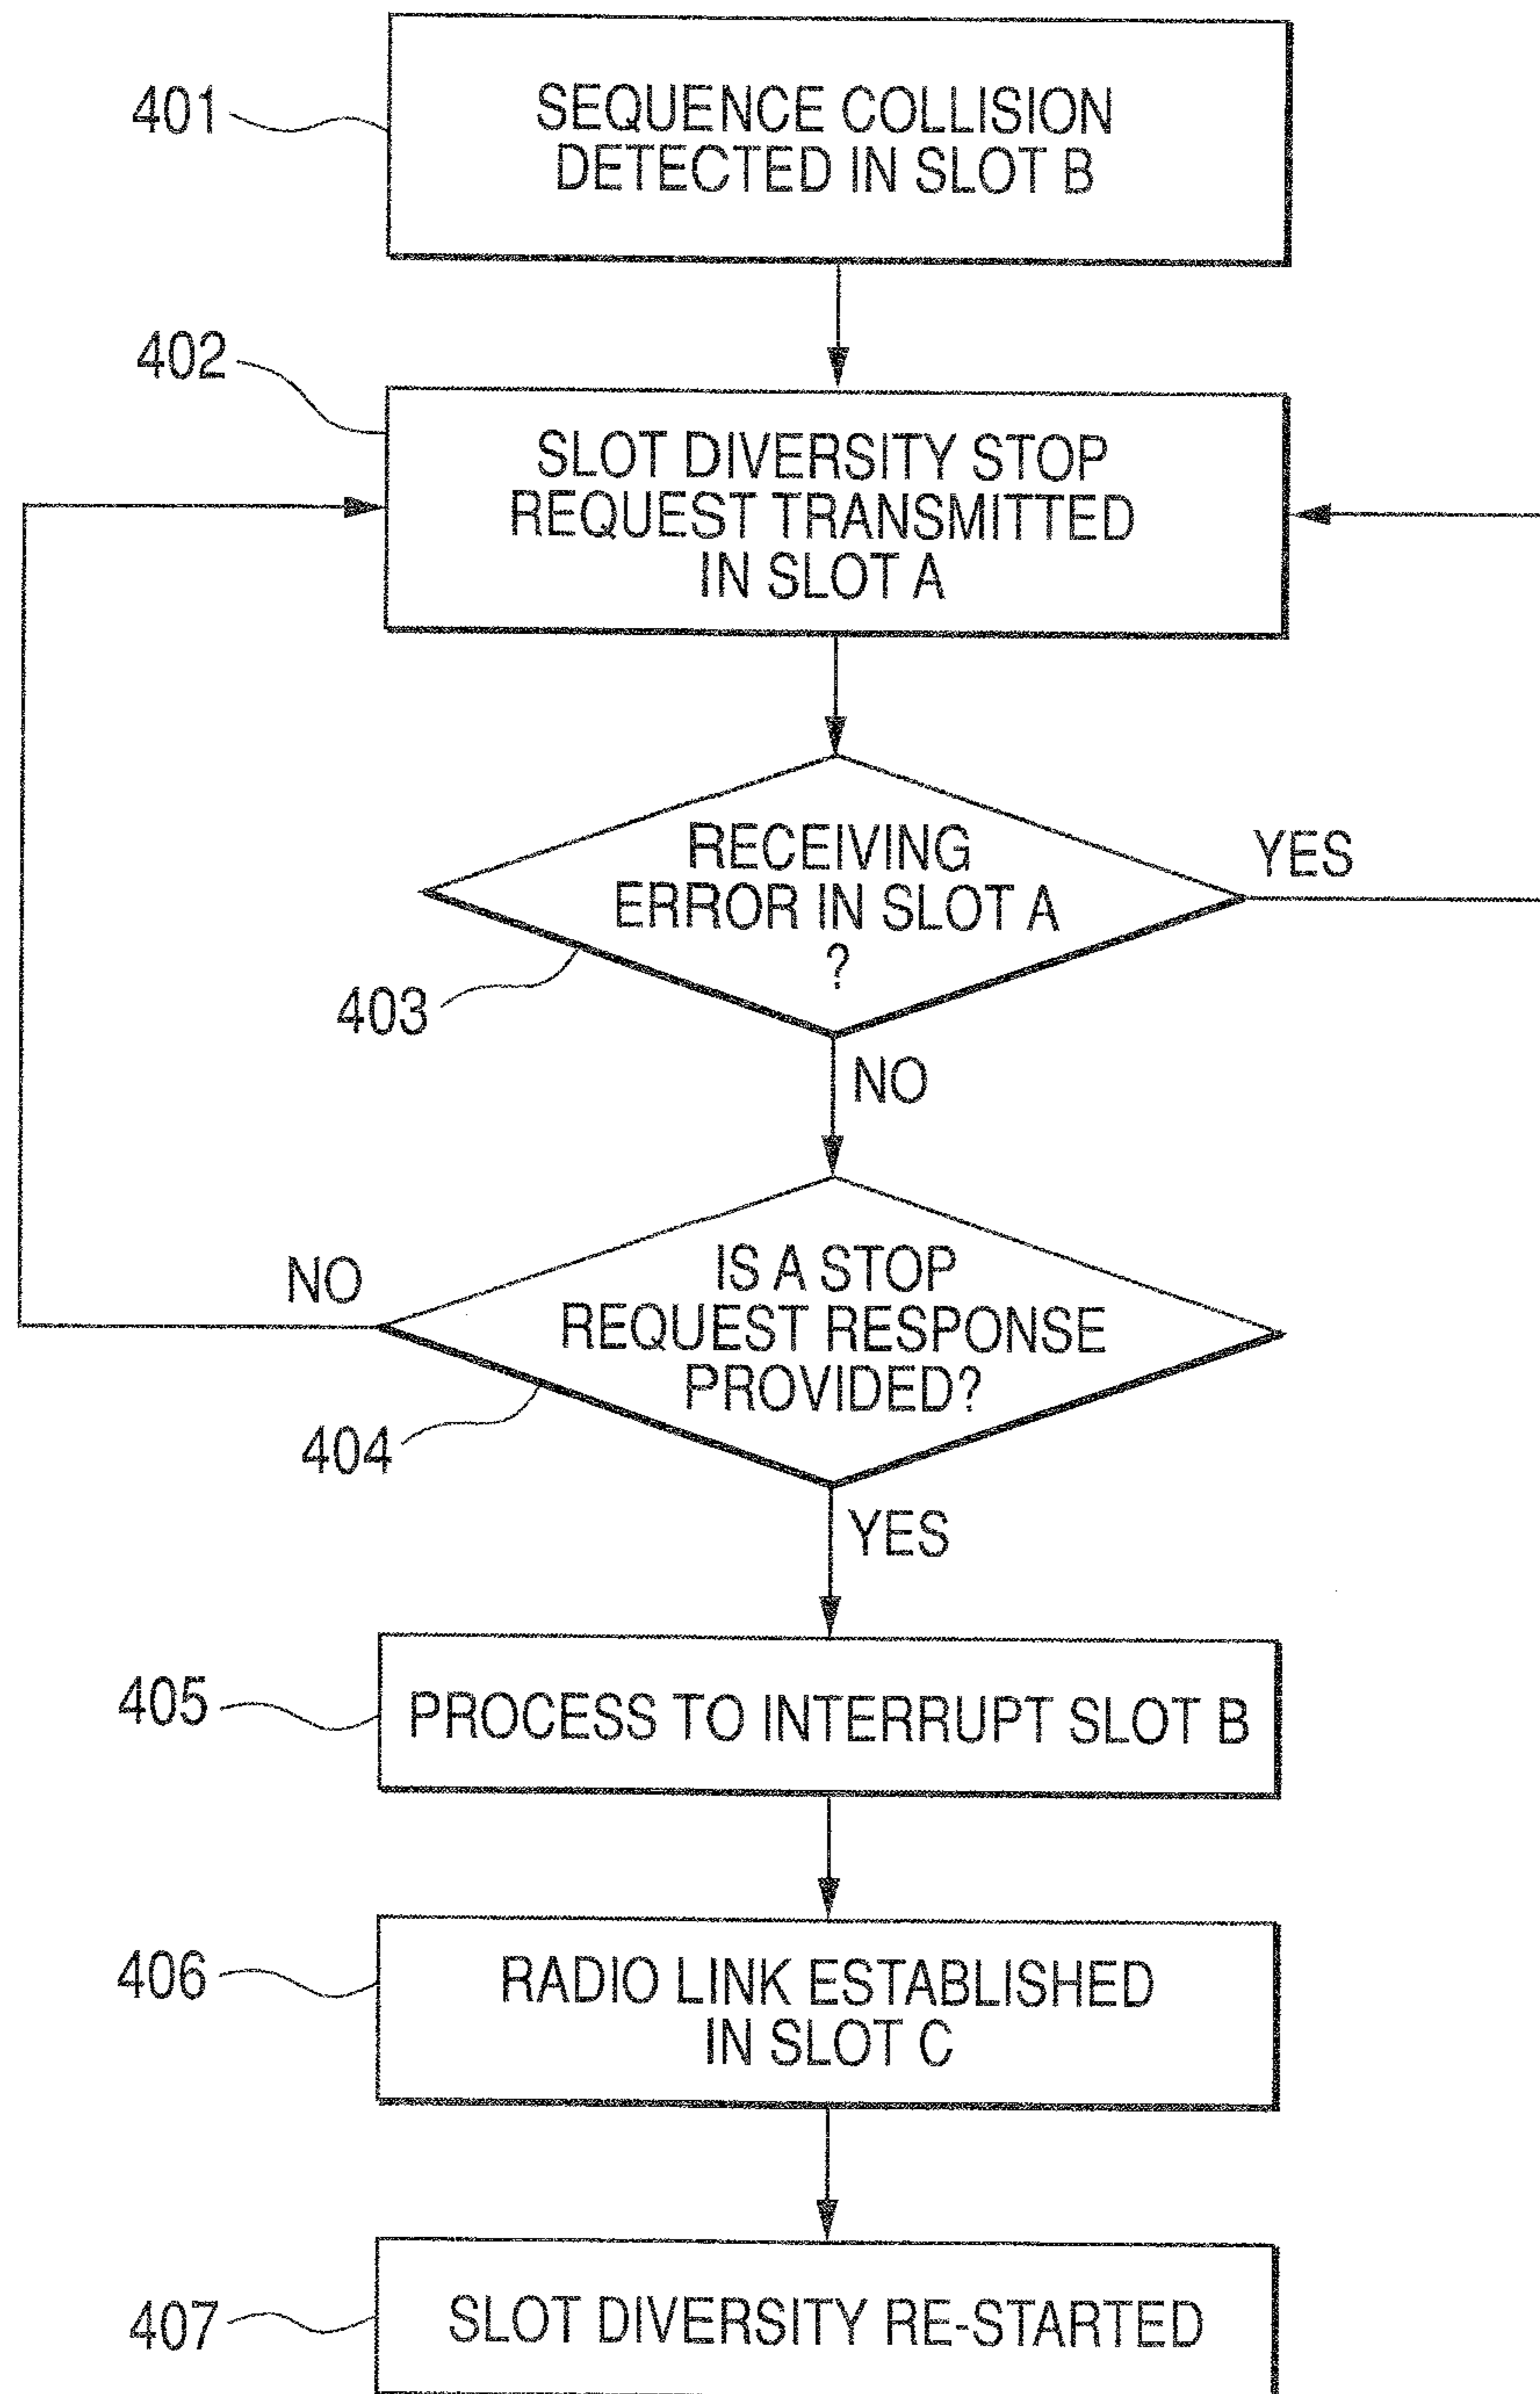 401
SEQUENCE COLLISION
DETECTED IN SLOT B
402
SLOT DIVERSITY STOP
REQUEST TRANSMITTED
IN SLOT A
RECEIVING
ERROR IN SLOT A
?
YES
403
NO
IS A STOP
REQUEST RESPONSE
PROVIDED?
NO
404
YES
405
PROCESS TO INTERRUPT SLOT B
406
RADIO LINK ESTABLISHED
IN SLOT C
407
SLOT DIVERSITY RE-STARTED